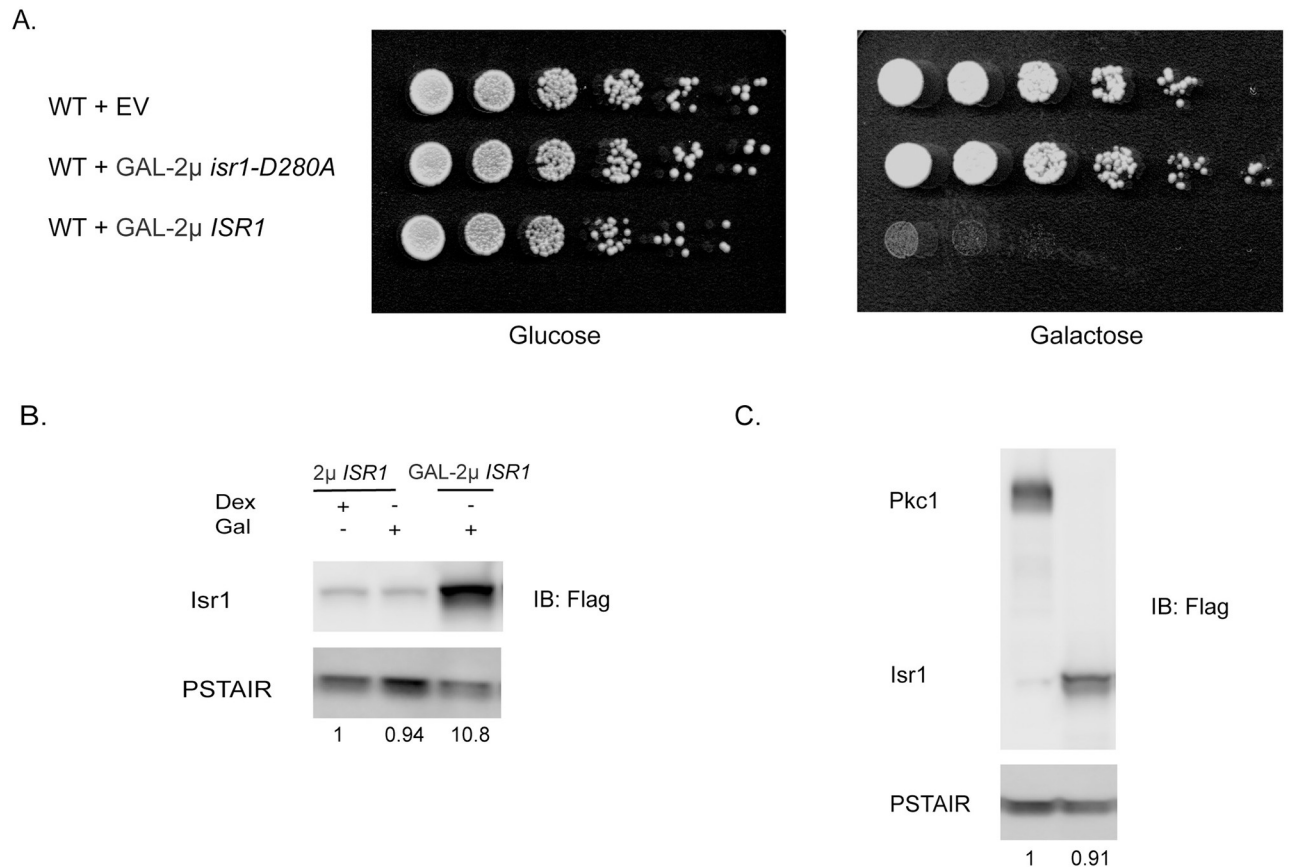 A.
WT + EV
WT + GAL-2μ isr1-D280A
WT + GAL-2μ ISR1
Glucose
Galactose
B.
2μ ISR1 GAL-2μ ISR1
Dex + - -
Gal - + +
Isr1
IB: Flag
PSTAIR
1 0.94 10.8
C.
Pkc1
IB: Flag
Isr1
PSTAIR
1 0.91